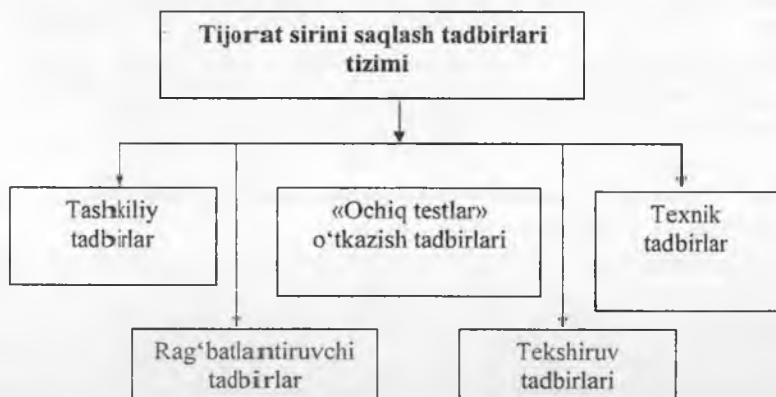 Tijorat sirini saqlash tadbirlari
tizimi
Tashkiliy
tadbirlar
«Ochiq testlar»
o‘tkazish tadbirlari
Texnik
tadbirlar
Rag‘batlantiruvchi
tadbirlar
Tekshiruv
tadbirlari